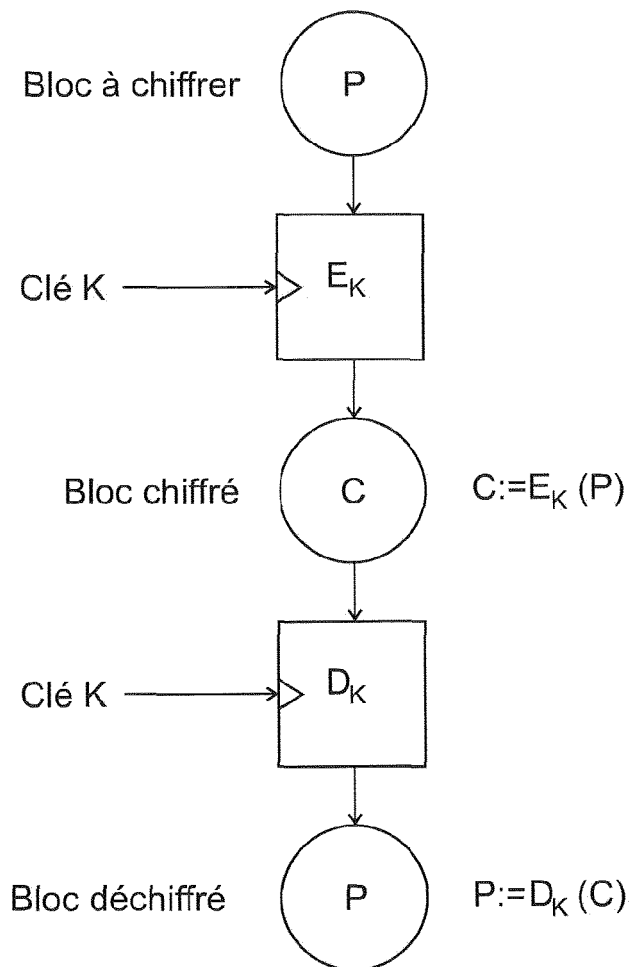 Bloc à chiffrer P
Clé K E_K
Bloc chiffré C C:=E_K (P)
Clé K D_K
Bloc déchiffré P P:=D_K (C)